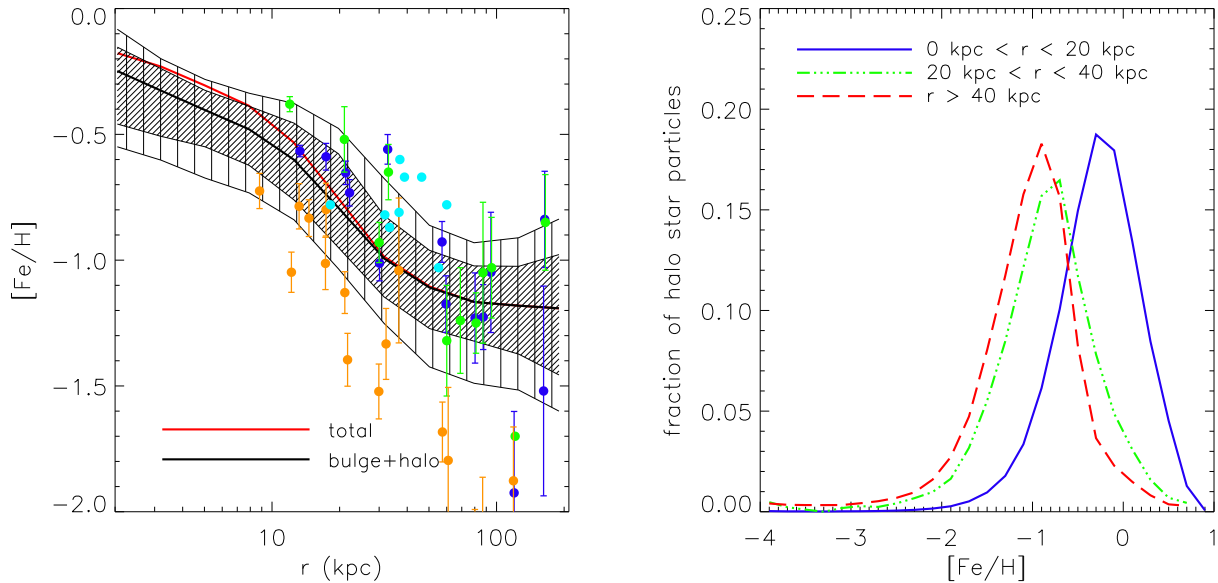 0.0
-0.5
-1.0
-1.5
-2.0
[Fe/H]
total
bulge+halo
10
100
r (kpc)
0.25
0.20
0.15
0.10
0.05
0.00
fraction of halo star particles
0 kpc < r < 20 kpc
20 kpc < r < 40 kpc
r > 40 kpc
-4
-3
-2
-1
0
1
[Fe/H]